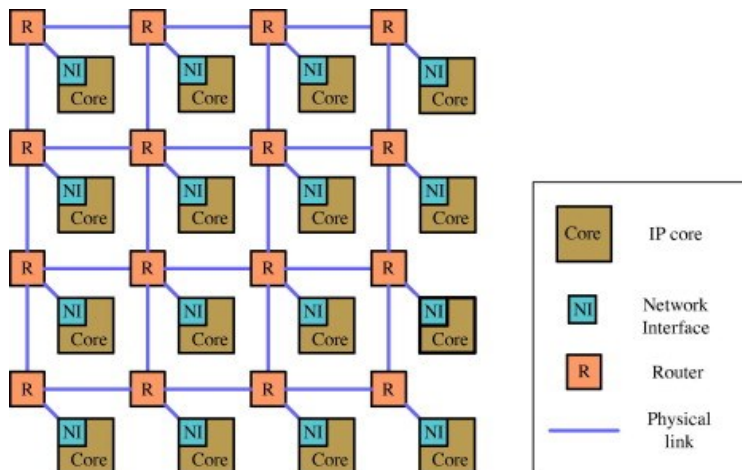 R R R R
NI NI NI NI
Core Core Core Core
R R R R
NI NI NI NI
Core Core Core Core
R R R R
NI NI NI NI
Core Core Core Core
R R R R
NI NI NI NI
Core Core Core Core
Core IP core
NI Network
Interface
R Router
Physical
link